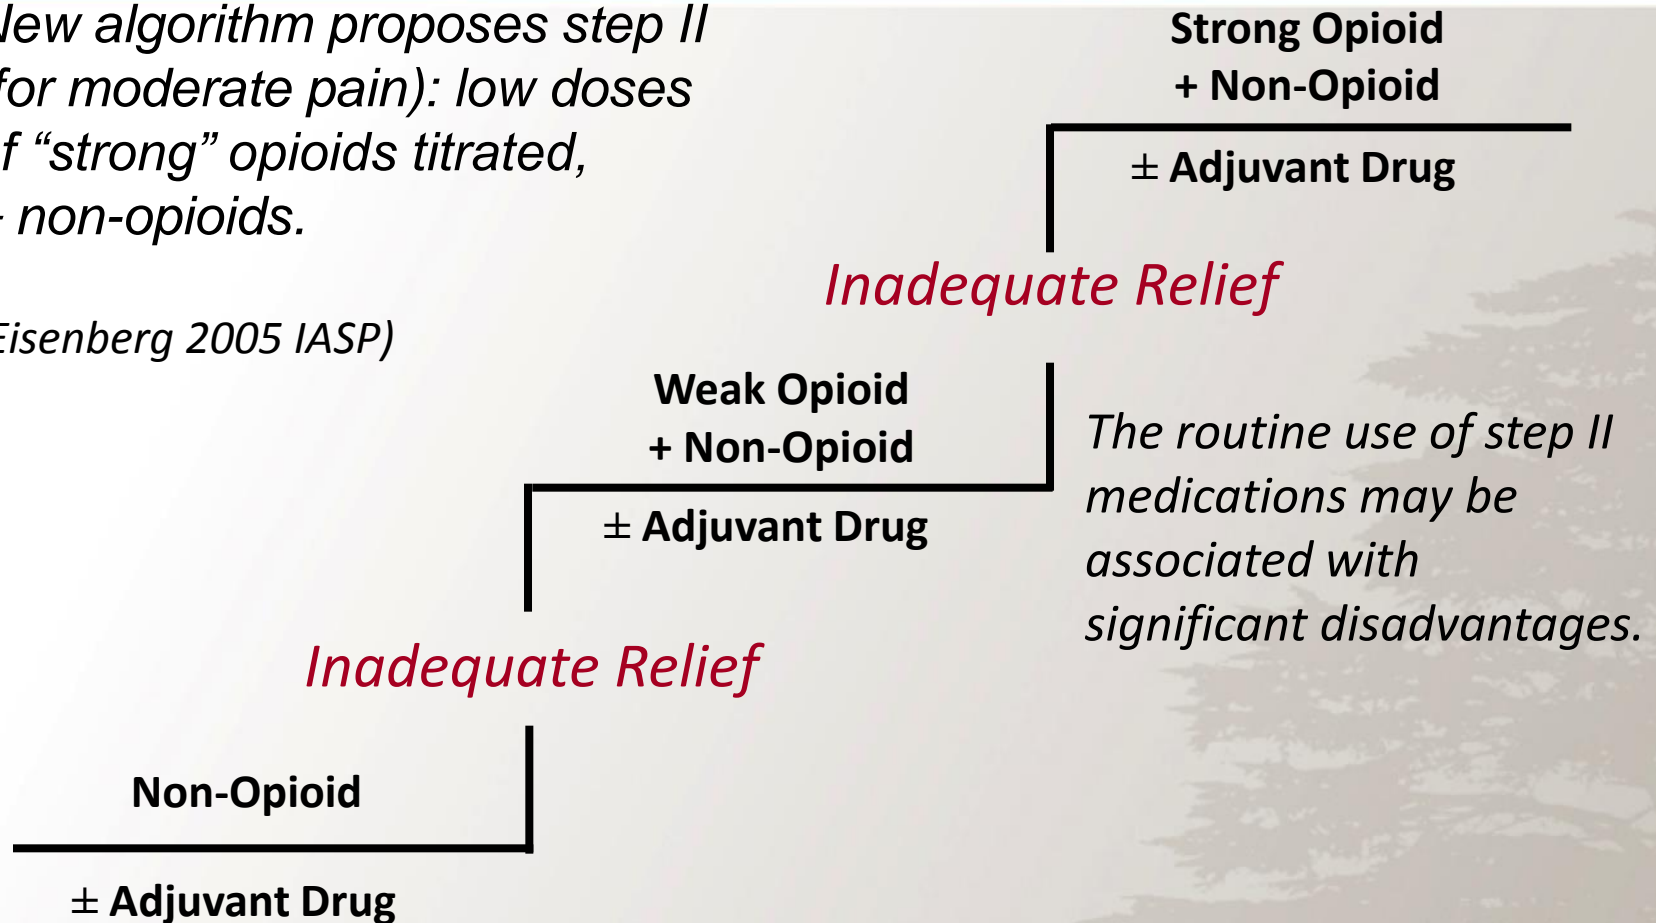 New algorithm proposes step II
for moderate pain): low doses
f “strong” opioids titrated,
- non-opioids.
Eisenberg 2005 IASP)
Strong Opioid
+ Non-Opioid
± Adjuvant Drug
Inadequate Relief
Weak Opioid
+ Non-Opioid
± Adjuvant Drug
The routine use of step II
medications may be
associated with
significant disadvantages.
Inadequate Relief
Non-Opioid
± Adjuvant Drug